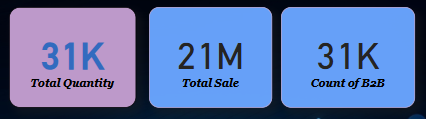 31K
Total Quantity
21M
Total Sale
31K
Count of B2B